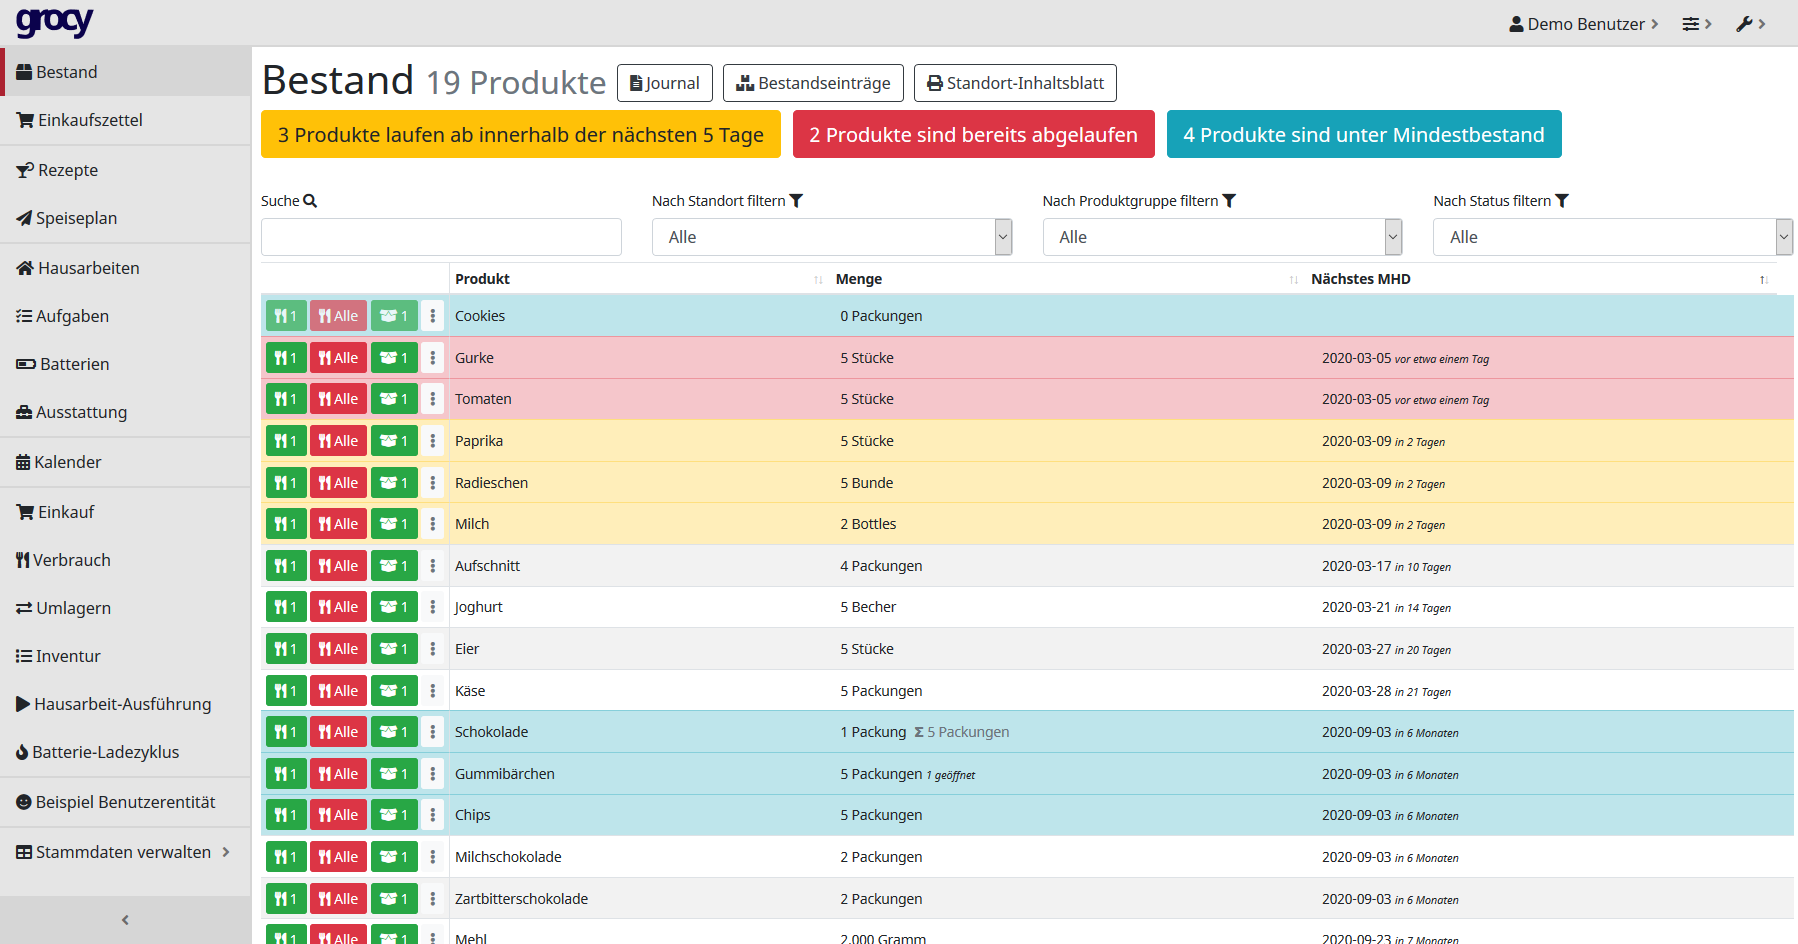 grocy
Demo Benutzer
Bestand
Einkaufszettel
Rezepte
Speiseplan
Hausarbeiten
Aufgaben
Batterien
Ausstattung
Kalender
Einkauf
Verbrauch
Umlagern
Inventur
Hausarbeit-Ausführung
Batterie-Ladezyklus
Beispiel Benutzerentität
Stammdaten verwalten
Bestand 19 Produkte Journal Bestandseinträge Standort-Inhaltsblatt
3 Produkte laufen ab innerhalb der nächsten 5 Tage 2 Produkte sind bereits abgelaufen 4 Produkte sind unter Mindestbestand
Suche Nach Standort filtern Nach Produktgruppe filtern Nach Status filtern
Alle Alle Alle
Produkt Menge Nächstes MHD
1 Alle 1 Cookies 0 Packungen
1 Alle 1 Gurke 5 Stücke 2020-03-05 vor etwa einem Tag
1 Alle 1 Tomaten 5 Stücke 2020-03-05 vor etwa einem Tag
1 Alle 1 Paprika 5 Stücke 2020-03-09 in 2 Tagen
1 Alle 1 Radieschen 5 Bunde 2020-03-09 in 2 Tagen
1 Alle 1 Milch 2 Bottles 2020-03-09 in 2 Tagen
1 Alle 1 Aufschnitt 4 Packungen 2020-03-17 in 10 Tagen
1 Alle 1 Joghurt 5 Becher 2020-03-21 in 14 Tagen
1 Alle 1 Eier 5 Stücke 2020-03-27 in 20 Tagen
1 Alle 1 Käse 5 Packungen 2020-03-28 in 21 Tagen
1 Alle 1 Schokolade 1 Packung Σ 5 Packungen 2020-09-03 in 6 Monaten
1 Alle 1 Gummibärchen 5 Packungen 1 geöffnet 2020-09-03 in 6 Monaten
1 Alle 1 Chips 5 Packungen 2020-09-03 in 6 Monaten
1 Alle 1 Milchschokolade 2 Packungen 2020-09-03 in 6 Monaten
1 Alle 1 Zartbitterschokolade 2 Packungen 2020-09-03 in 6 Monaten
1 Alle 1 Mehl 2.000 Gramm 2020-09-23 in 7 Monaten